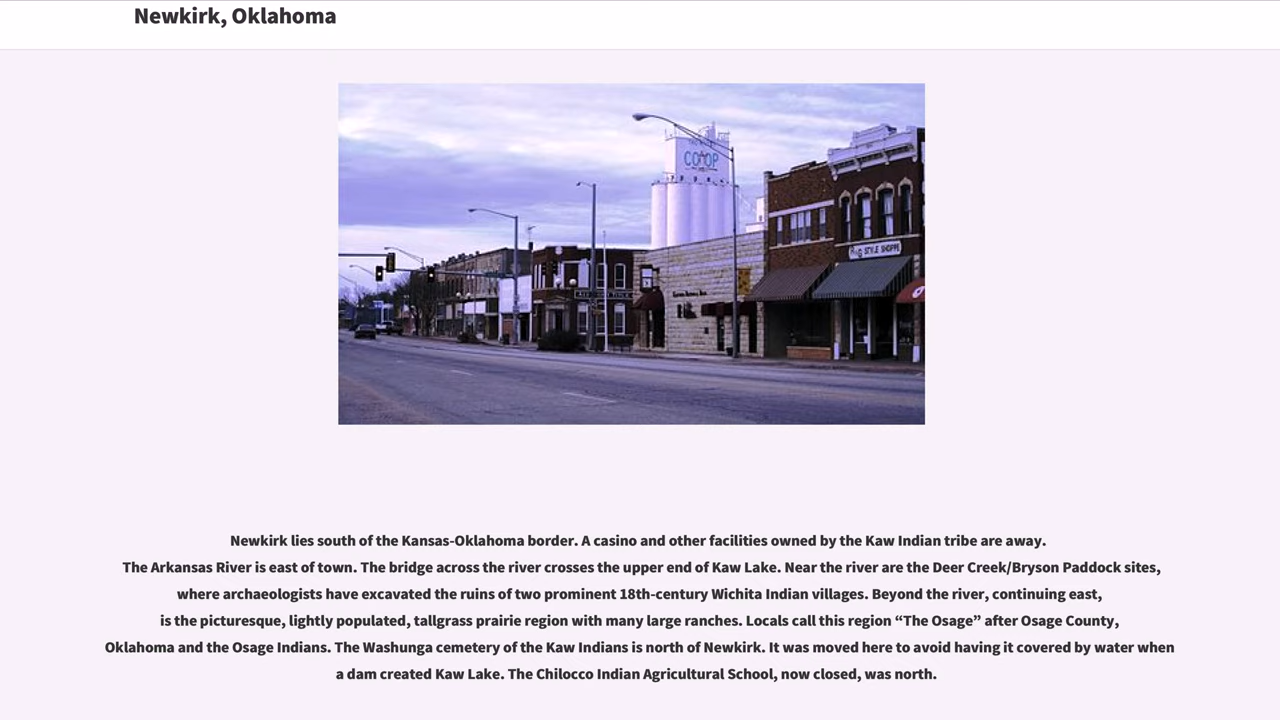 Newkirk, Oklahoma
CO-OP
STYLE SHOPPE
Newkirk lies south of the Kansas-Oklahoma border. A casino and other facilities owned by the Kaw Indian tribe are away.
The Arkansas River is east of town. The bridge across the river crosses the upper end of Kaw Lake. Near the river are the Deer Creek/Bryson Paddock sites,
where archaeologists have excavated the ruins of two prominent 18th-century Wichita Indian villages. Beyond the river, continuing east,
is the picturesque, lightly populated, tallgrass prairie region with many large ranches. Locals call this region “The Osage” after Osage County,
Oklahoma and the Osage Indians. The Washunga cemetery of the Kaw Indians is north of Newkirk. It was moved here to avoid having it covered by water when
a dam created Kaw Lake. The Chilocco Indian Agricultural School, now closed, was north.